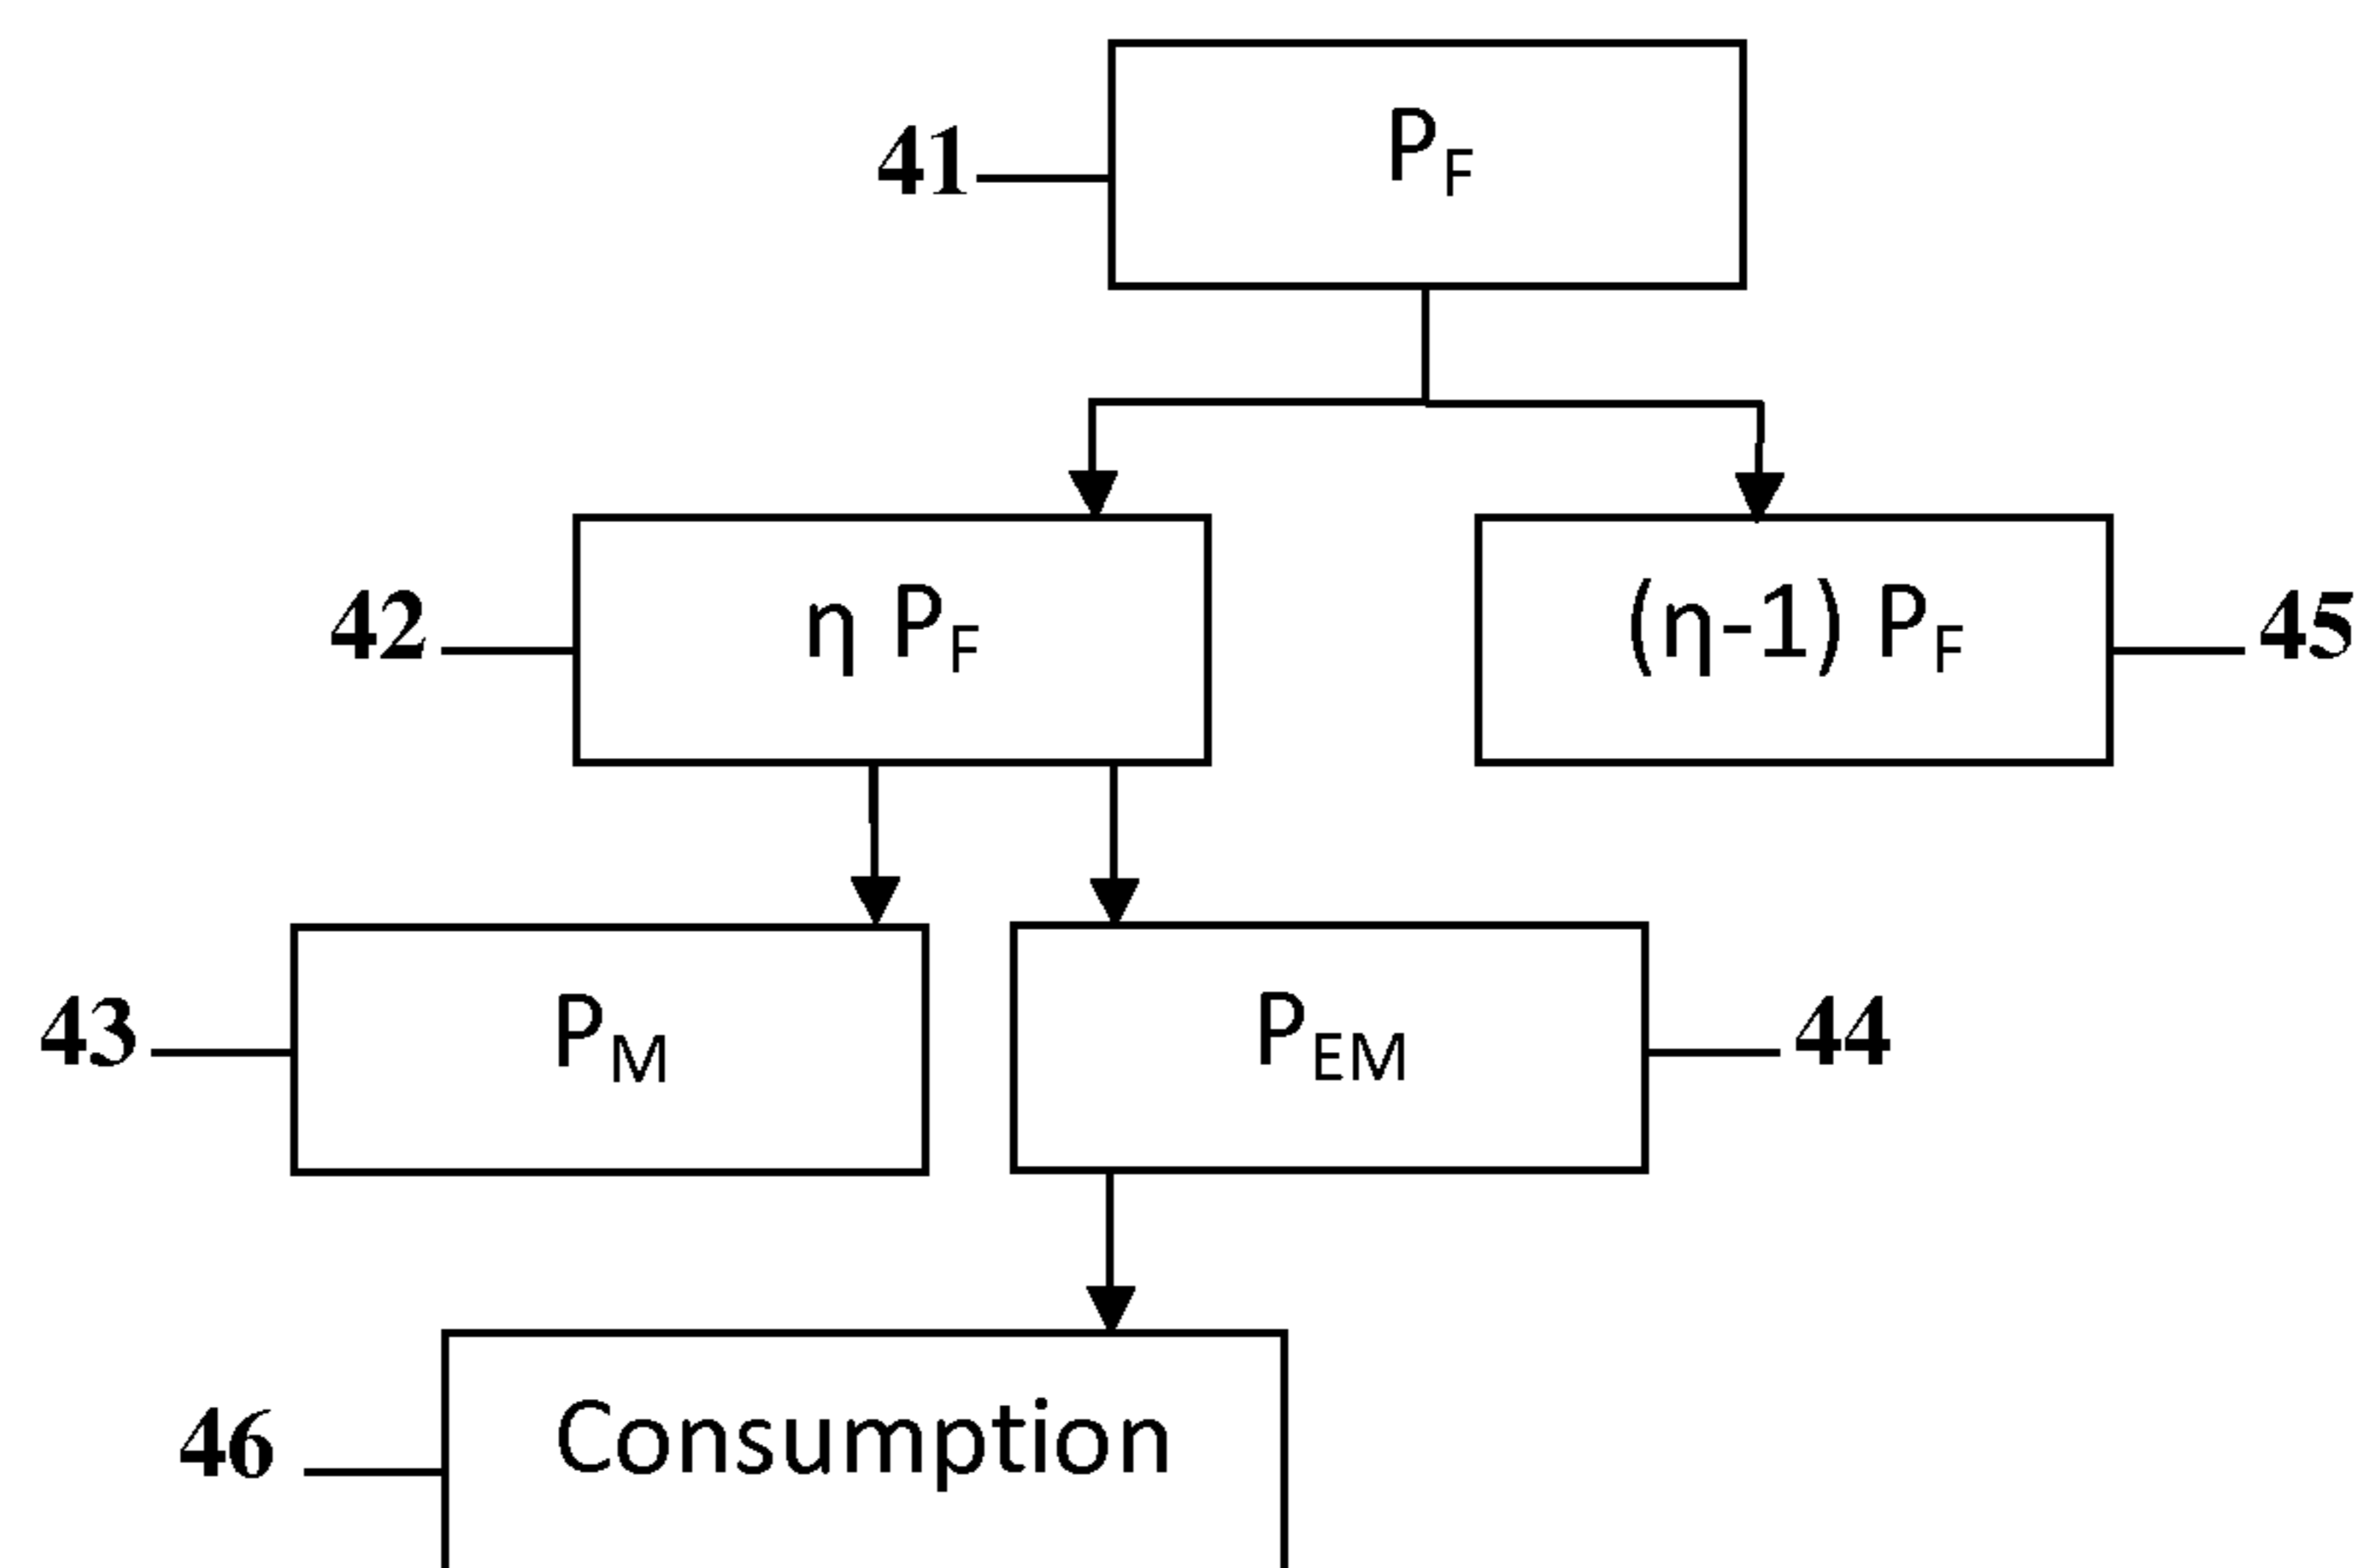 41
P_F
42
η P_F
(η-1) P_F
45
43
P_M
P_EM
44
46
Consumption